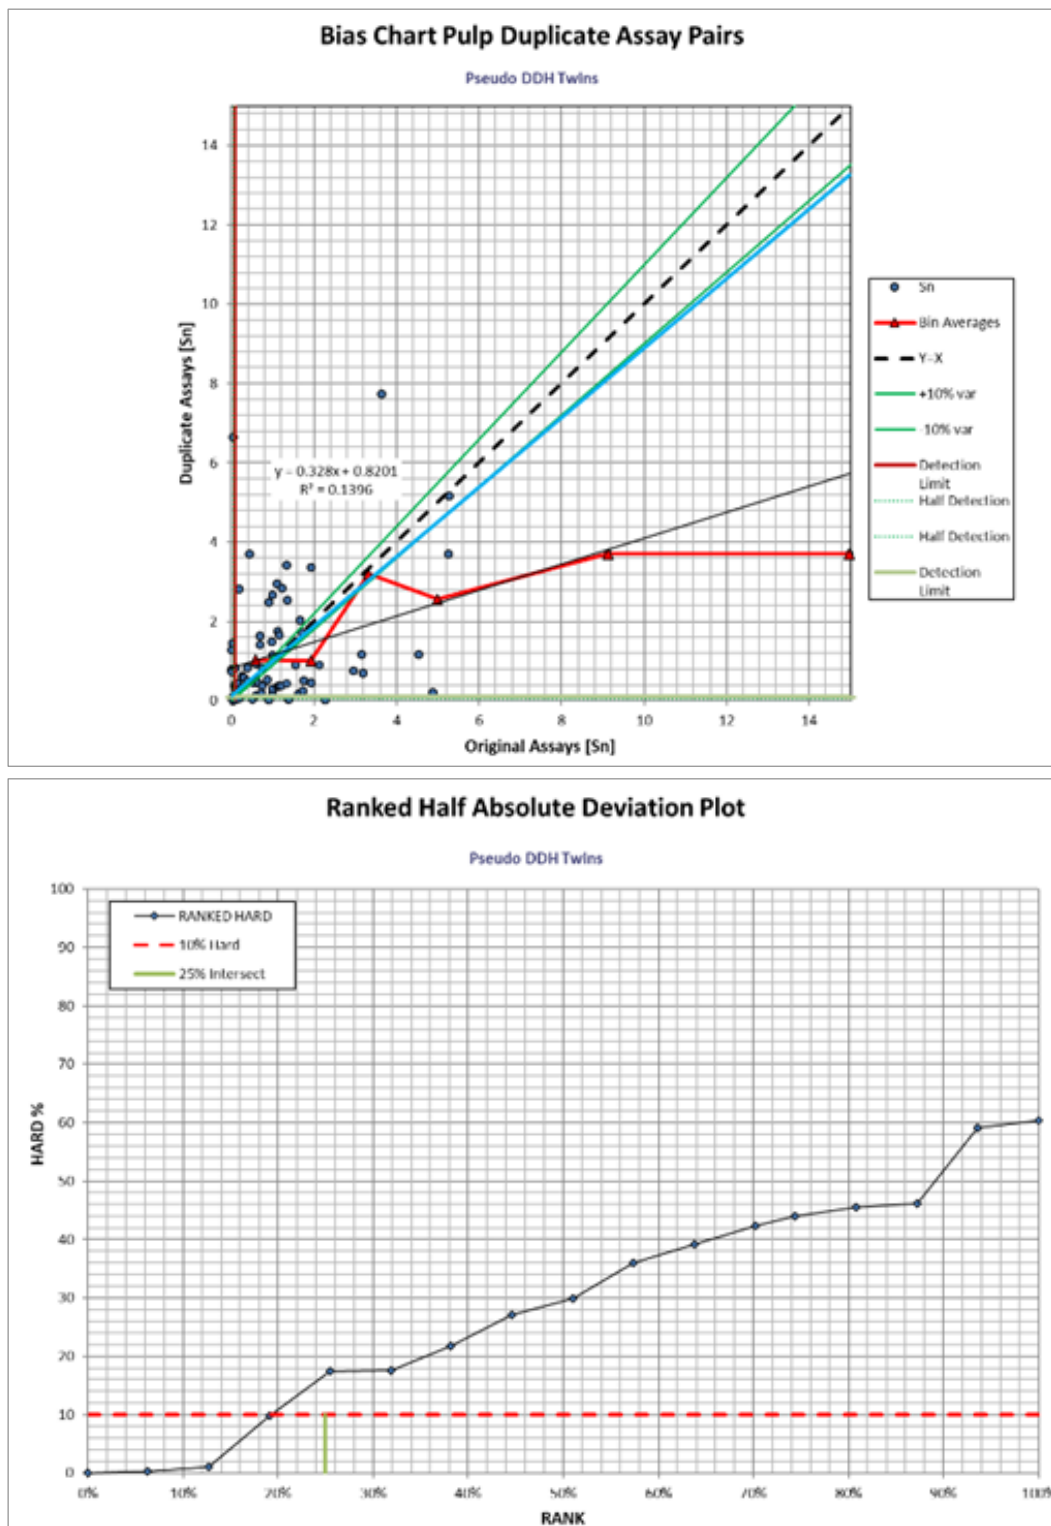 Bias Chart Pulp Duplicate Assay Pairs
Pseudo DDH Twins
14
12
10
8
6
4
2
0
Duplicate Assays [Sn]
y = 0.328x + 0.8201
R² = 0.1396
0 2 4 6 8 10 12 14
Original Assays [Sn]
Sn
Bin Averages
Y=X
+10% var
-10% var
Detection
Limit
Half Detection
Half Detection
Detection
Limit
Ranked Half Absolute Deviation Plot
Pseudo DDH Twins
100
90
80
70
60
50
40
30
20
10
0
HARD %
RANKED HARD
10% Hard
25% Intersect
0% 10% 20% 30% 40% 50% 60% 70% 80% 90% 100%
RANK